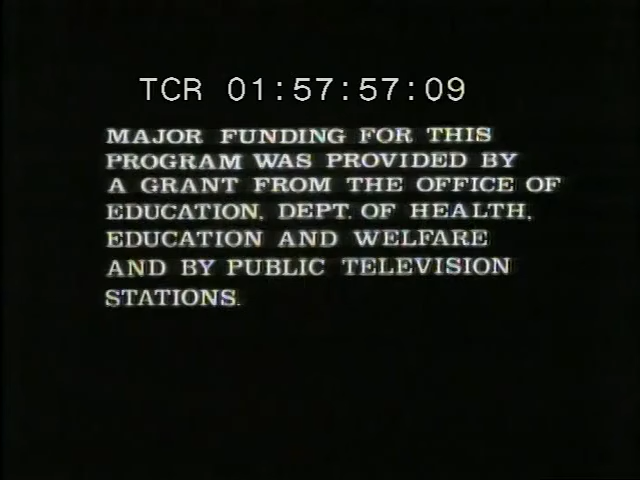 TCR 01:57:57:09
MAJOR FUNDING FOR THIS
PROGRAM WAS PROVIDED BY
A GRANT FROM THE OFFICE OF
EDUCATION, DEPT. OF HEALTH,
EDUCATION AND WELFARE
AND BY PUBLIC TELEVISION
STATIONS.